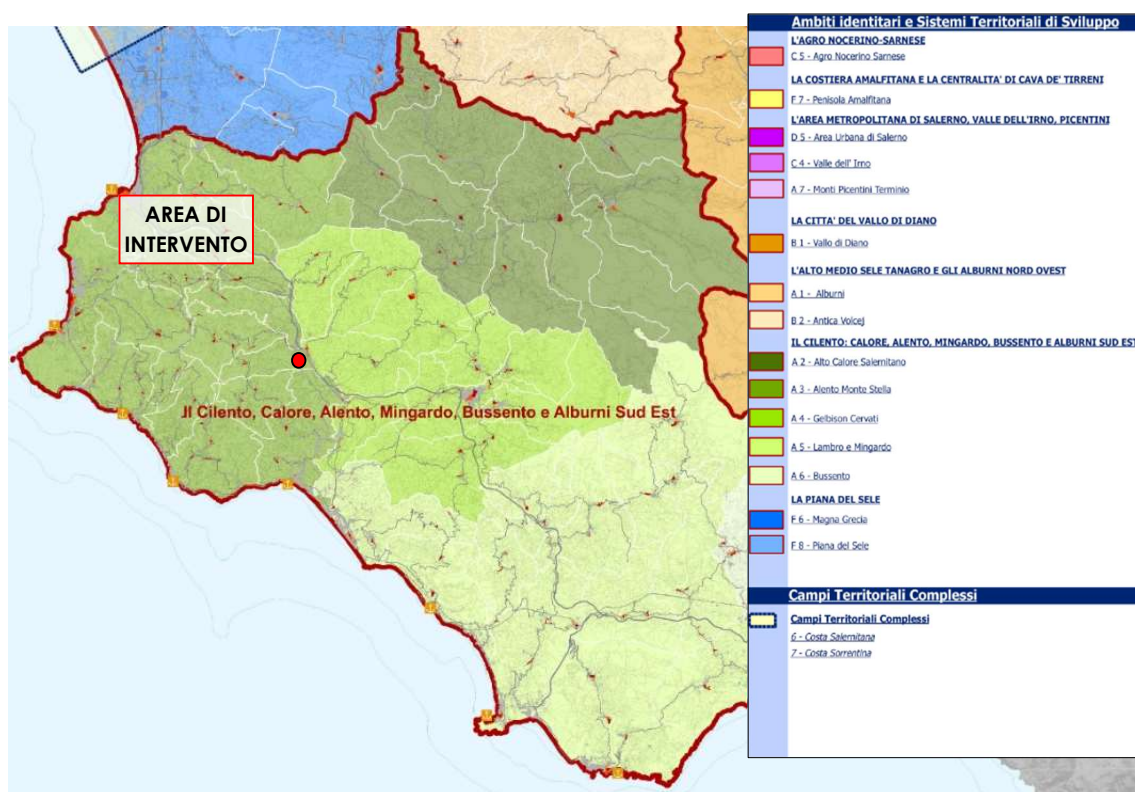 AREA DI
INTERVENTO
Il Cilento, Calore, Alento, Mingardo, Bussento e Alburni Sud Est
Ambiti identitari e Sistemi Territoriali di Sviluppo
L'AGRO NOCERINO-SARNESE
C 5 - Agro Nocerino Sarnese
LA COSTIERA AMALFITANA E LA CENTRALITA' DI CAVA DE' TIRRENI
F 7 - Penisola Amalfitana
L'AREA METROPOLITANA DI SALERNO, VALLE DELL'IRNO, PICENTINI
D 5 - Area Urbana di Salerno
C 4 - Valle dell' Irno
A 7 - Monti Picentini Terminio
LA CITTA' DEL VALLO DI DIANO
B 1 - Vallo di Diano
L'ALTO MEDIO SELE TANAGRO E GLI ALBURNI NORD OVEST
A 1 - Alburni
B 2 - Antica Volcej
IL CILENTO: CALORE, ALENTO, MINGARDO, BUSSENTO E ALBURNI SUD EST
A 2 - Alto Calore Salernitano
A 3 - Alento Monte Stella
A 4 - Gelbison Cervati
A 5 - Lambro e Mingardo
A 6 - Bussento
LA PIANA DEL SELE
F 6 - Magna Grecia
F 8 - Piana del Sele
Campi Territoriali Complessi
Campi Territoriali Complessi
6 - Costa Salernitana
7 - Costa Sorrentina